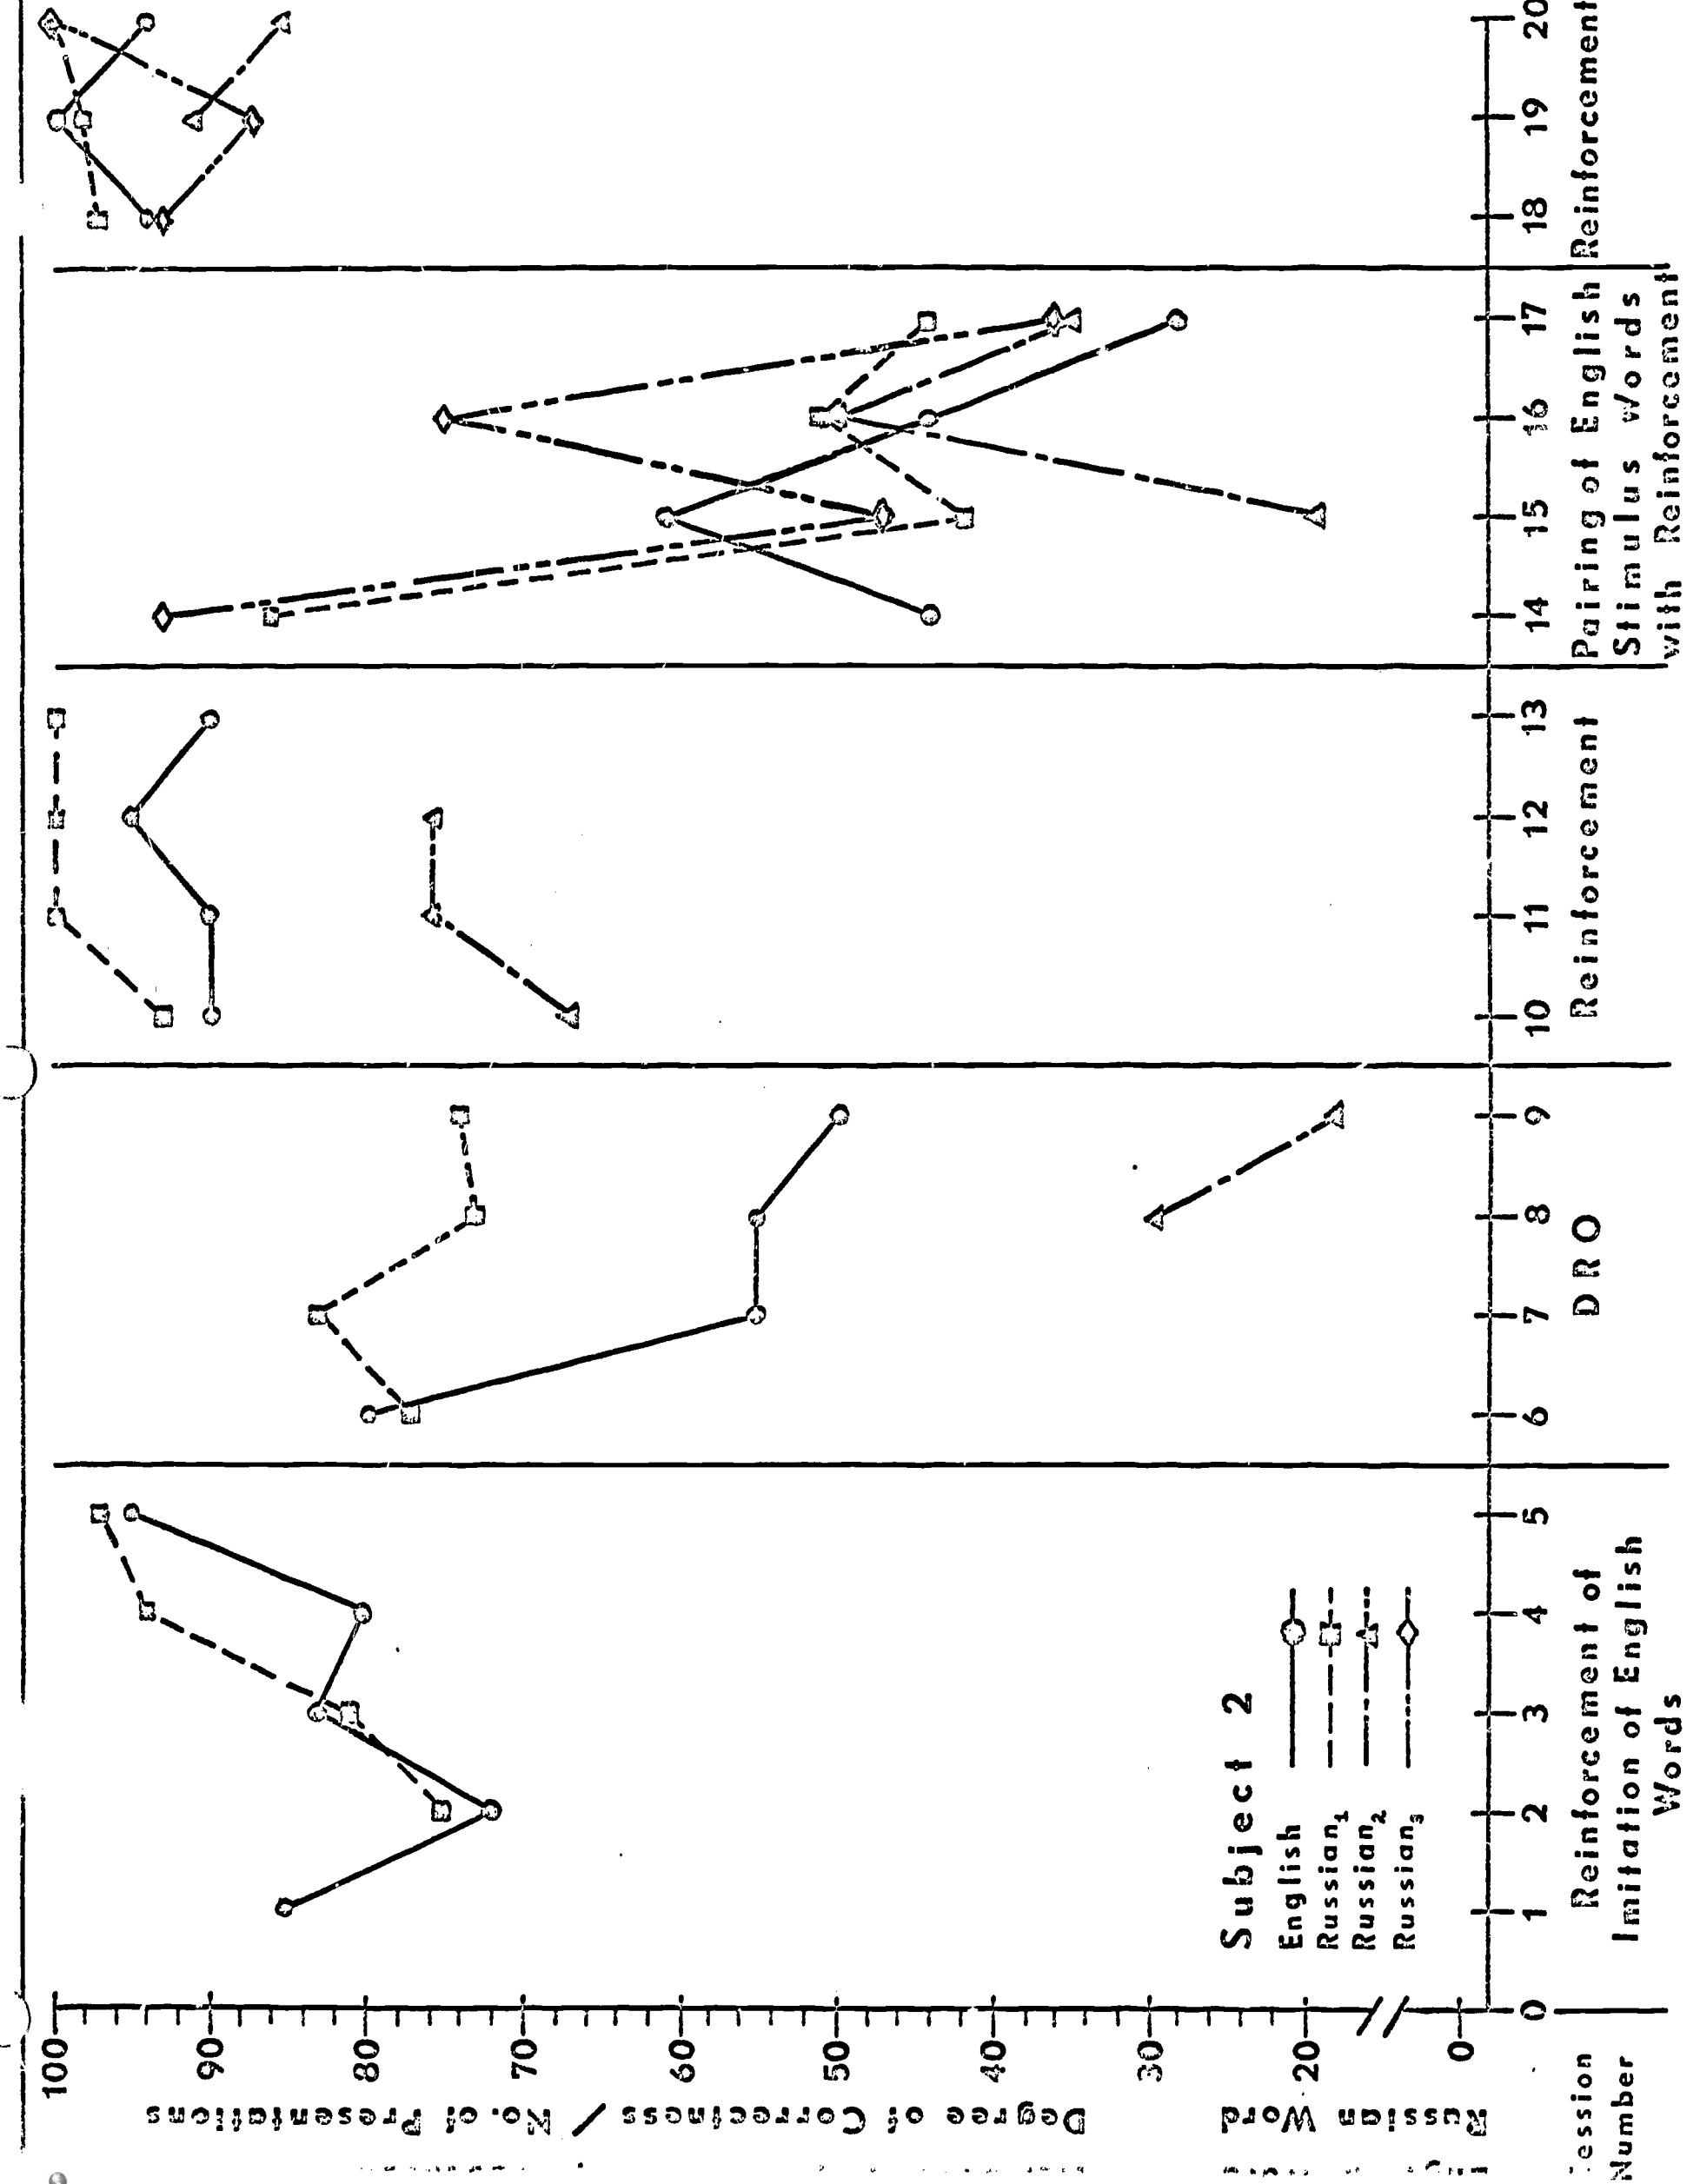 Degree of Correctness / No. of Presentations
Russian Word
100
90
80
70
60
50
40
30
20
0
Subject 2
English
Russian1
Russian2
Russian3
0 1 2 3 4 5 6 7 8 9 10 11 12 13 14 15 16 17 18 19 20
ession
Number
Reinforcement of
Imitation of English
Words
DRO
Reinforcement
Pairing of English
Stimulus Words
with Reinforcement
Reinforcement